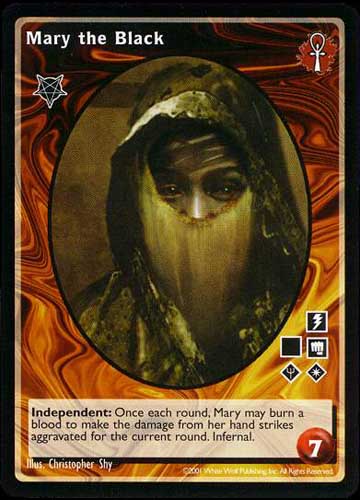 Mary the Black
Independent: Once each round, Mary may burn a
blood to make the damage from her hand strikes
aggravated for the current round. Infernal.
7
Illus. Christopher Shy
©2001 White Wolf Publishing, Inc. All Rights Reserved.